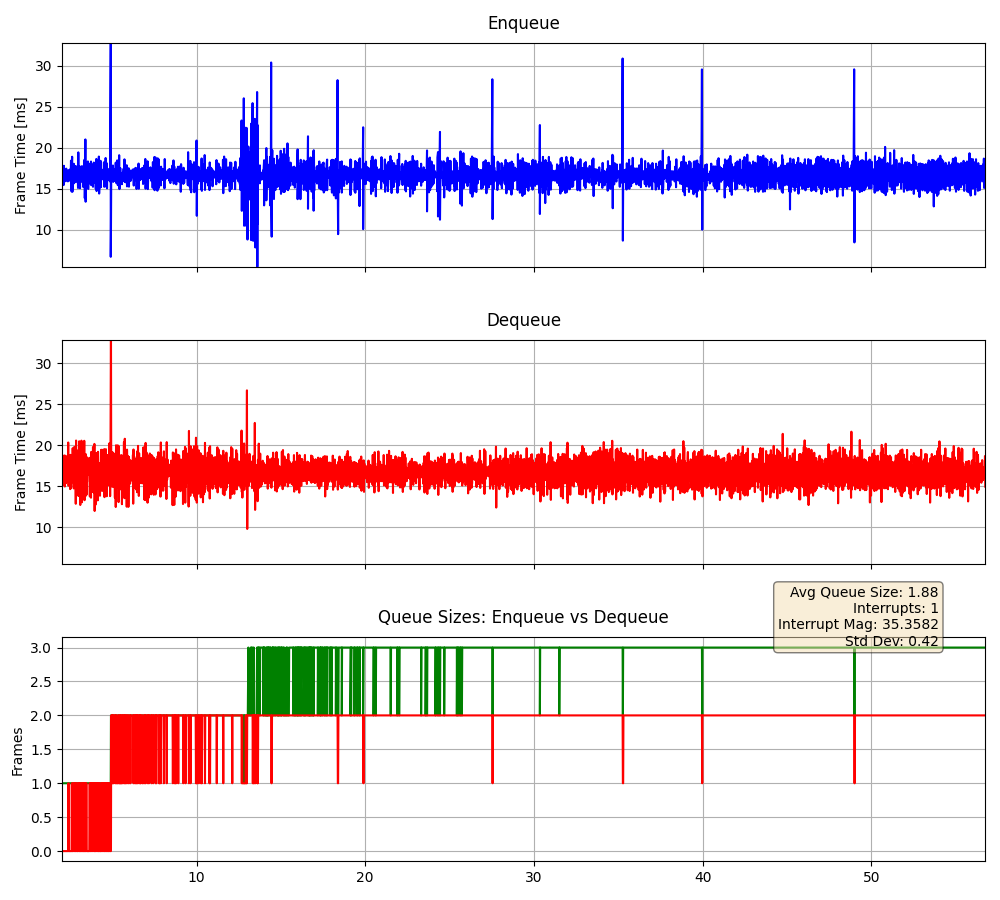 Enqueue
Frame Time [ms]
30
25
20
15
10
Dequeue
Frame Time [ms]
30
25
20
15
10
Queue Sizes: Enqueue vs Dequeue
Avg Queue Size: 1.88
Interrupts: 1
Interrupt Mag: 35.3582
Std Dev: 0.42
Frames
3.0
2.5
2.0
1.5
1.0
0.5
0.0
10 20 30 40 50